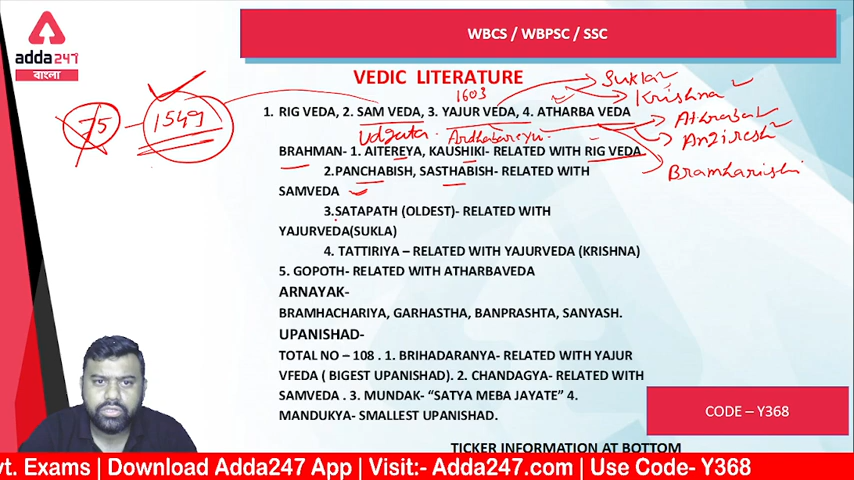 WBCS / WBPSC / SSC
adda247
বাংলা
VEDIC LITERATURE
Sukla
1603
Krishna
75
1549
1. RIG VEDA, 2. SAM VEDA, 3. YAJUR VEDA, 4. ATHARBA VEDA
Udgata
BRAHMAN- 1. AITEREYA, KAUSHIKI- RELATED WITH RIG VEDA
Bramharishi
2.PANCHABISH, SASTHABISH- RELATED WITH
SAMVEDA
3.SATAPATH (OLDEST)- RELATED WITH
YAJURVEDA(SUKLA)
4. TATTIRIYA – RELATED WITH YAJURVEDA (KRISHNA)
5. GOPOTH- RELATED WITH ATHARBAVEDA
ARNAYAK-
BRAMHACHARIYA, GARHASTHA, BANPRASHTA, SANYASH.
UPANISHAD-
TOTAL NO – 108 . 1. BRIHADARANYA- RELATED WITH YAJUR
VFEDA ( BIGEST UPANISHAD). 2. CHANDAGYA- RELATED WITH
SAMVEDA . 3. MUNDAK- “SATYA MEBA JAYATE” 4.
MANDUKYA- SMALLEST UPANISHAD.
CODE – Y368
TICKER INFORMATION AT BOTTOM
vt. Exams | Download Adda247 App | Visit:- Adda247.com | Use Code- Y368